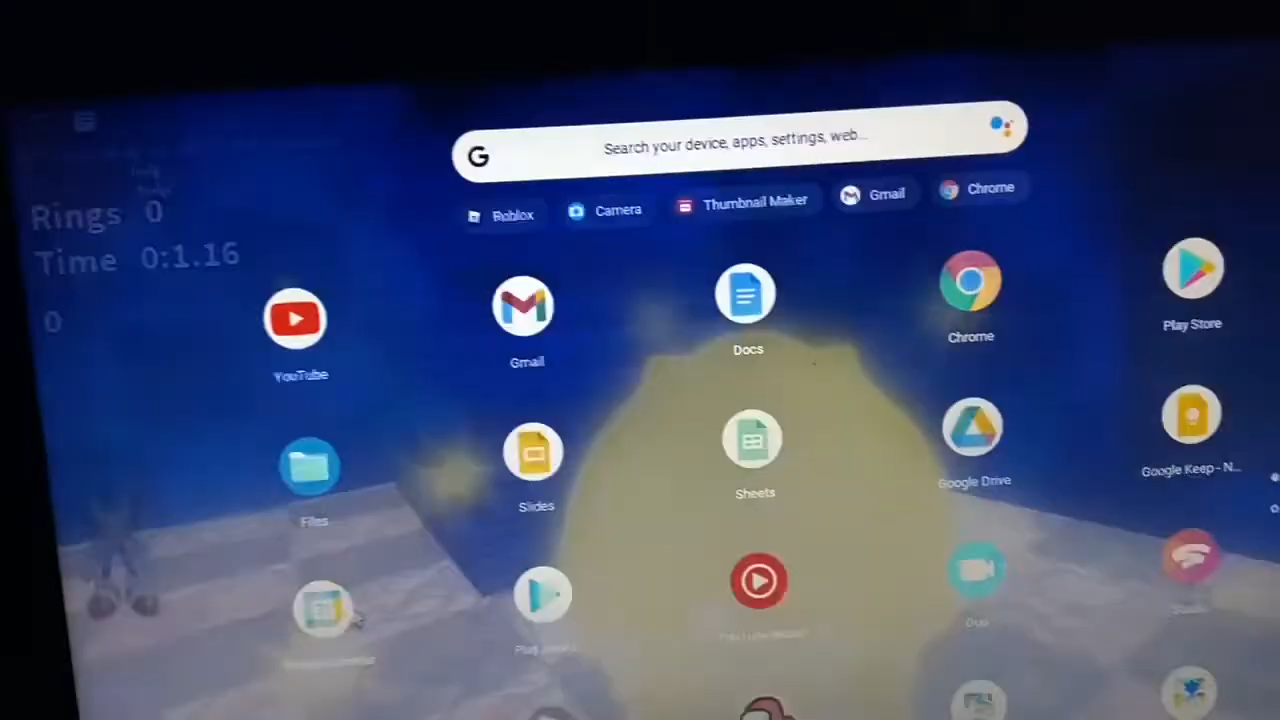 Search your device, apps, settings, web...
Roblox Camera Thumbnail Maker Gmail Chrome
Rings 0
Time 0:1.16
0
YouTube Gmail Docs Chrome Play Store
Files Slides Sheets Google Drive Google Keep - N...
Duo